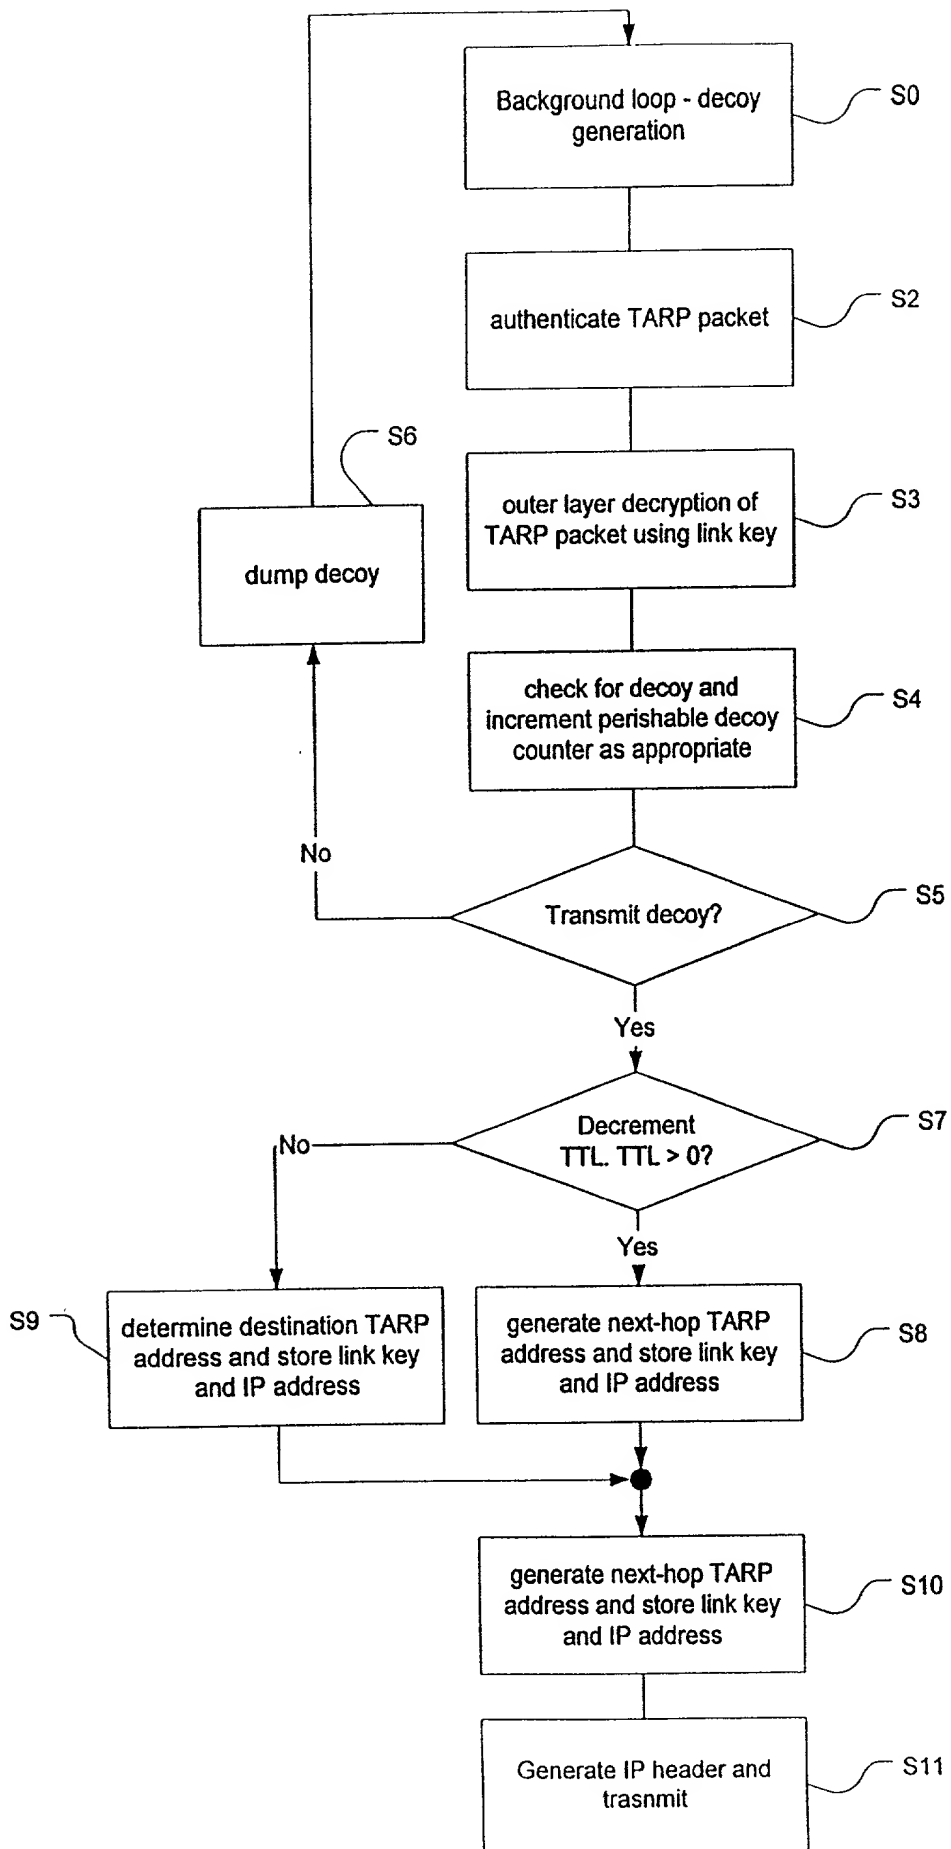 Background loop - decoy
generation
S0
authenticate TARP packet
S2
S6
outer layer decryption of
TARP packet using link key
S3
dump decoy
check for decoy and
increment perishable decoy
counter as appropriate
S4
No
Transmit decoy?
S5
Yes
Decrement
TTL. TTL > 0?
S7
No
Yes
S9
determine destination TARP
address and store link key
and IP address
generate next-hop TARP
address and store link key
and IP address
S8
generate next-hop TARP
address and store link key
and IP address
S10
Generate IP header and
trasnmit
S11